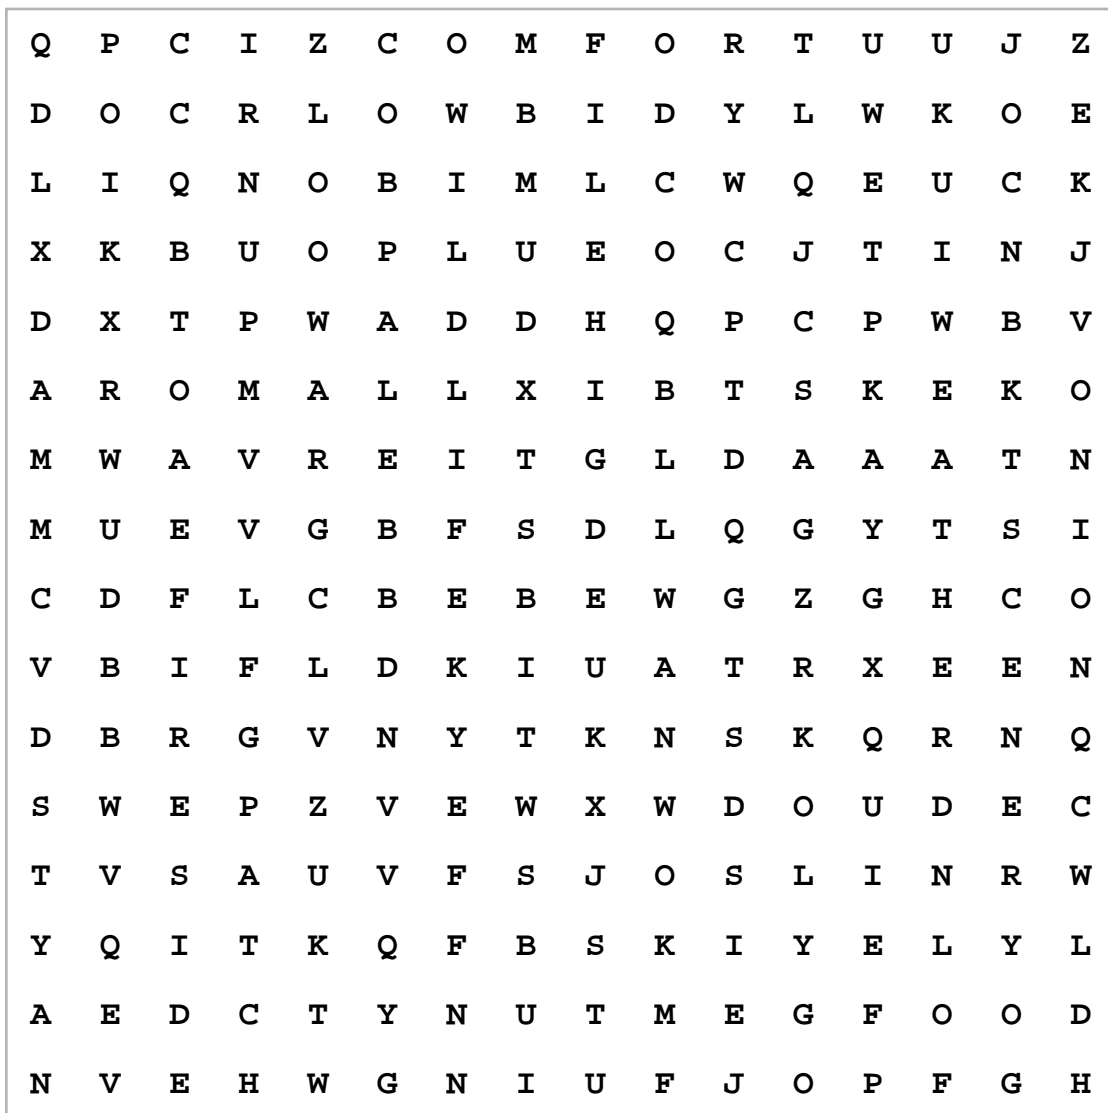 Q P C I Z C O M F O R T U U J Z
D O C R L O W B I D Y L W K O E
L I Q N O B I M L C W Q E U C K
X K B U O P L U E O C J T I N J
D X T P W A D D H Q P C P W B V
A R O M A L L X I B T S K E K O
M W A V R E I T G L D A A A T N
M U E V G B F S D L Q G Y T S I
C D F L C B E B E W G Z G H C O
V B I F L D K I U A T R X E E N
D B R G V N Y T K N S K Q R N Q
S W E P Z V E W X W D O U D E C
T V S A U V F S J O S L I N R W
Y Q I T K Q F B S K I Y E L Y L
A E D C T Y N U T M E G F O O D
N V E H W G N I U F J O P F G H